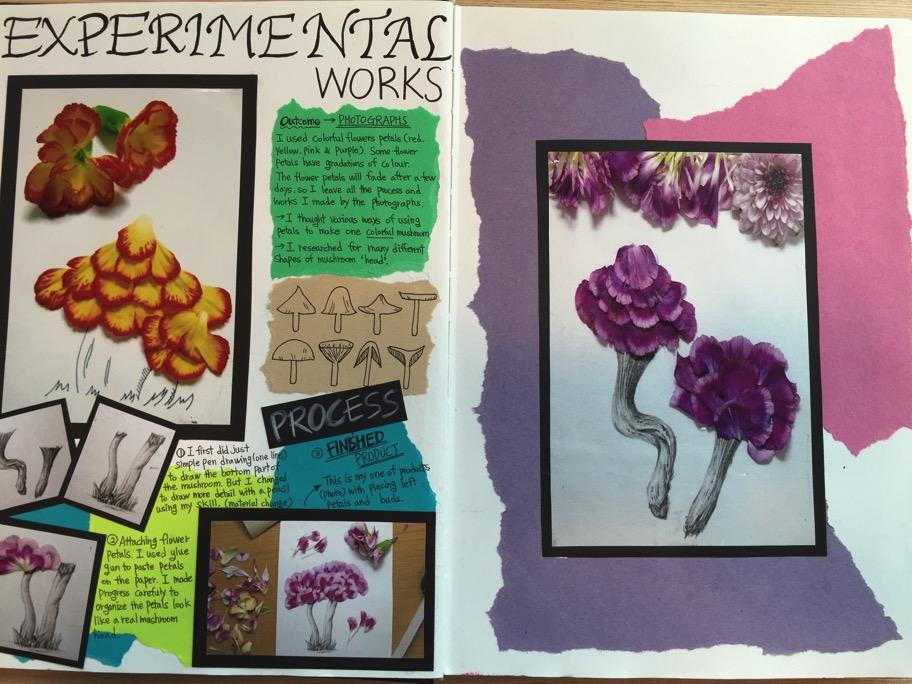 EXPERIMENTAL
WORKS
Outcome → PHOTOGRAPHS
I used colorful flowers petals (red,
Yellow, Pink & Purple). Some flower
Petals have gradations of colour.
The flower petals will fade after a few
days. so I leave all the process and
works I made by the photographs.
→ I thought various ways of using
Petals to make one colorful mushroom
→ I researched for many different
Shapes of mushroom 'head'.
PROCESS
① I first did just
simple pen drawing (one line)
to draw the bottom part of
the mushroom. But I changed
to draw more detail with a pencil
using my skill. (material change)
② Attaching flower
Petals. I used glue
gun to paste petals
on the paper. I made
Progress carefuly to
organize the petals look
like a real mushroom
head.
③ FINISHED
PRODUCT
This is my one of products
(photo) with placing left
Petals and buds.